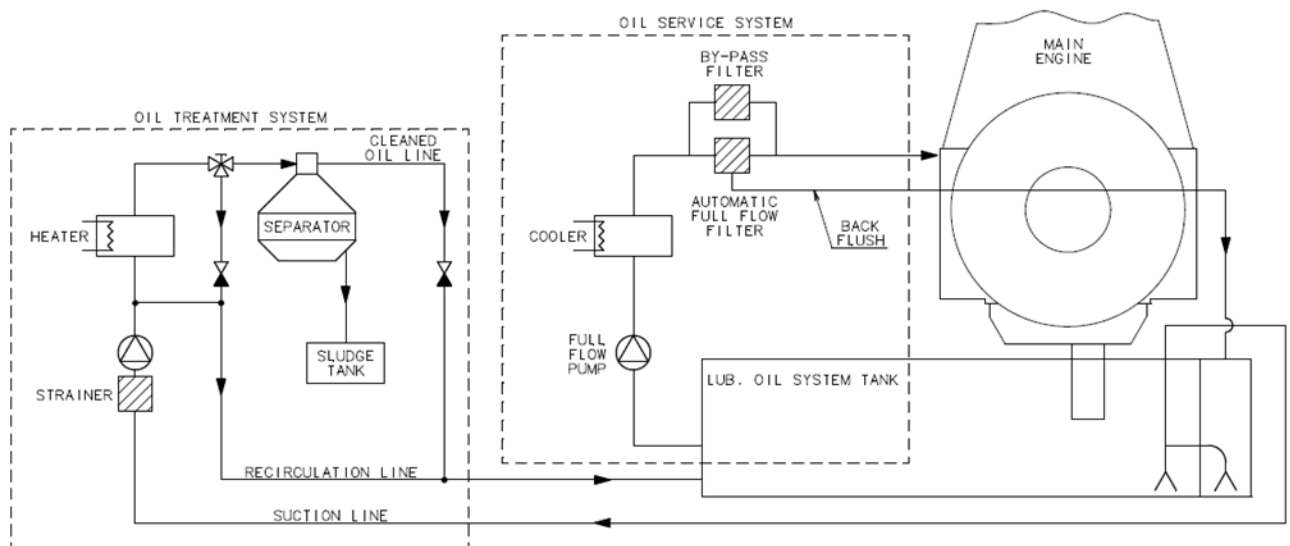 OIL SERVICE SYSTEM
MAIN
ENGINE
BY-PASS
FILTER
OIL TREATMENT SYSTEM
CLEANED
OIL LINE
HEATER
SEPARATOR
COOLER
AUTOMATIC
FULL FLOW
FILTER
BACK
FLUSH
FULL
FLOW
PUMP
SLUDGE
TANK
STRAINER
LUB. OIL SYSTEM TANK
RECIRCULATION LINE
SUCTION LINE